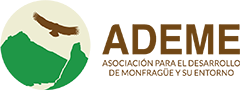 ADEME
ASOCIACIÓN PARA EL DESARROLLO
DE MONFRAGÜE Y SU ENTORNO